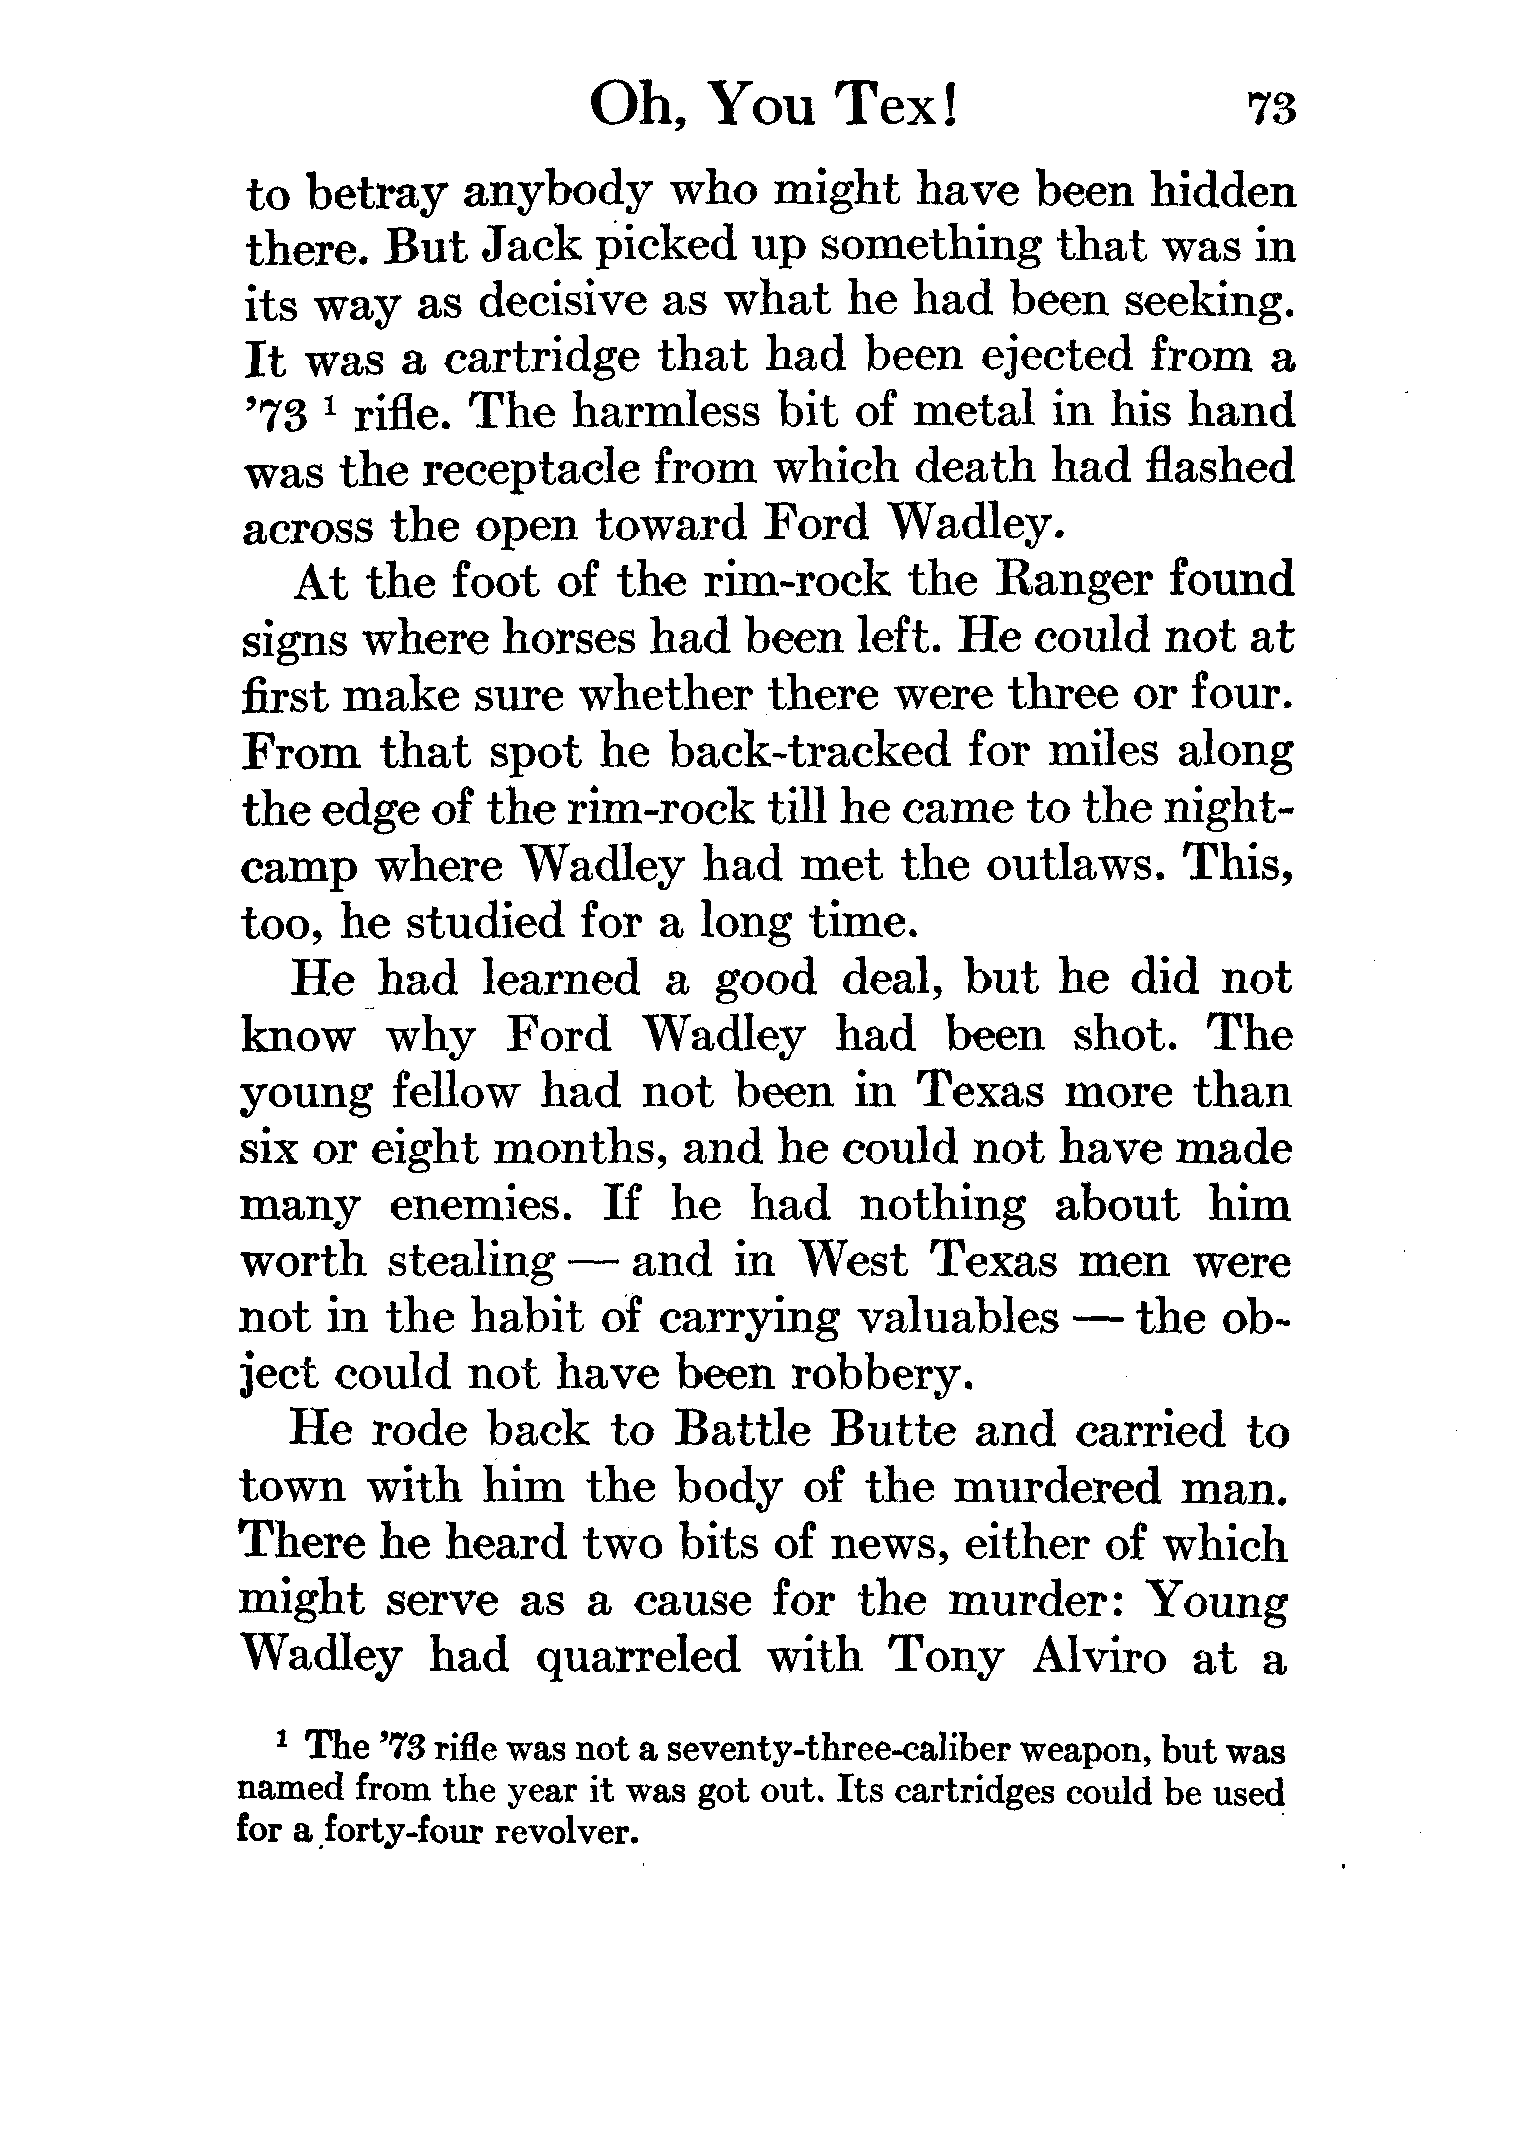 Oh, You Tex! 73
to betray anybody who might have been hidden
there. But Jack picked up something that was in
its way as decisive as what he had been seeking.
It was a cartridge that had been ejected from a
’73 ¹ rifle. The harmless bit of metal in his hand
was the receptacle from which death had flashed
across the open toward Ford Wadley.
At the foot of the rim-rock the Ranger found
signs where horses had been left. He could not at
first make sure whether there were three or four.
From that spot he back-tracked for miles along
the edge of the rim-rock till he came to the night-
camp where Wadley had met the outlaws. This,
too, he studied for a long time.
He had learned a good deal, but he did not
know why Ford Wadley had been shot. The
young fellow had not been in Texas more than
six or eight months, and he could not have made
many enemies. If he had nothing about him
worth stealing — and in West Texas men were
not in the habit of carrying valuables — the ob-
ject could not have been robbery.
He rode back to Battle Butte and carried to
town with him the body of the murdered man.
There he heard two bits of news, either of which
might serve as a cause for the murder: Young
Wadley had quarreled with Tony Alviro at a
¹ The ’73 rifle was not a seventy-three-caliber weapon, but was
named from the year it was got out. Its cartridges could be used
for a forty-four revolver.